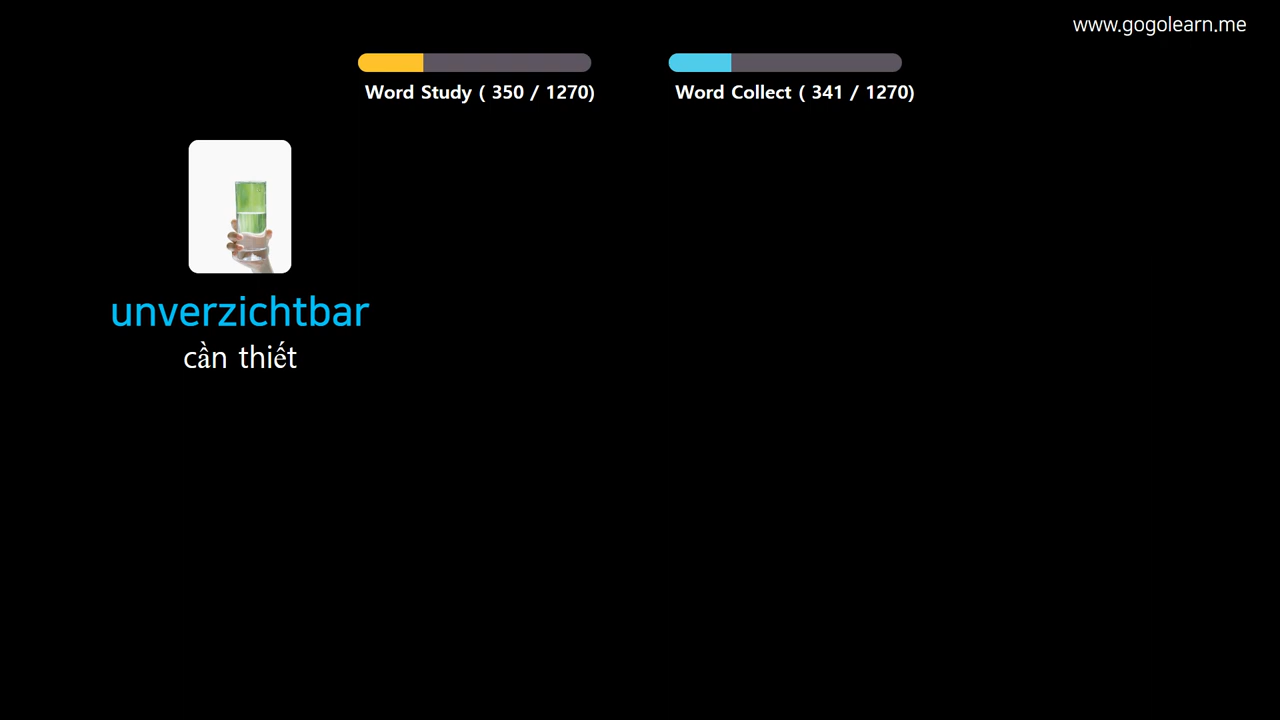 www.gogolearn.me
Word Study ( 350 / 1270)
Word Collect ( 341 / 1270)
unverzichtbar
cần thiết